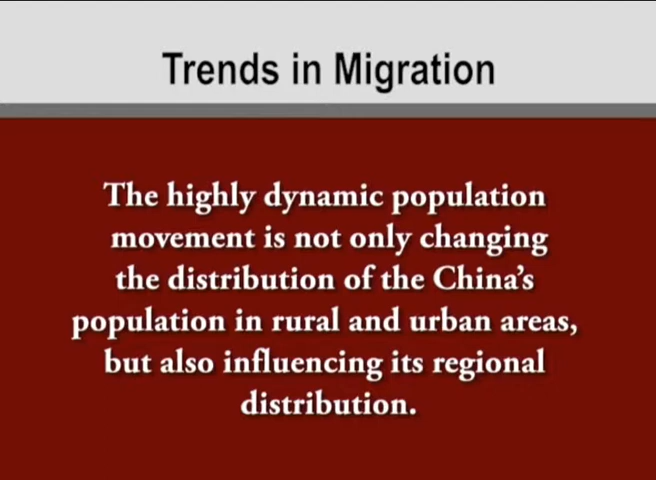 Trends in Migration
The highly dynamic population
movement is not only changing
the distribution of the China's
population in rural and urban areas,
but also influencing its regional
distribution.